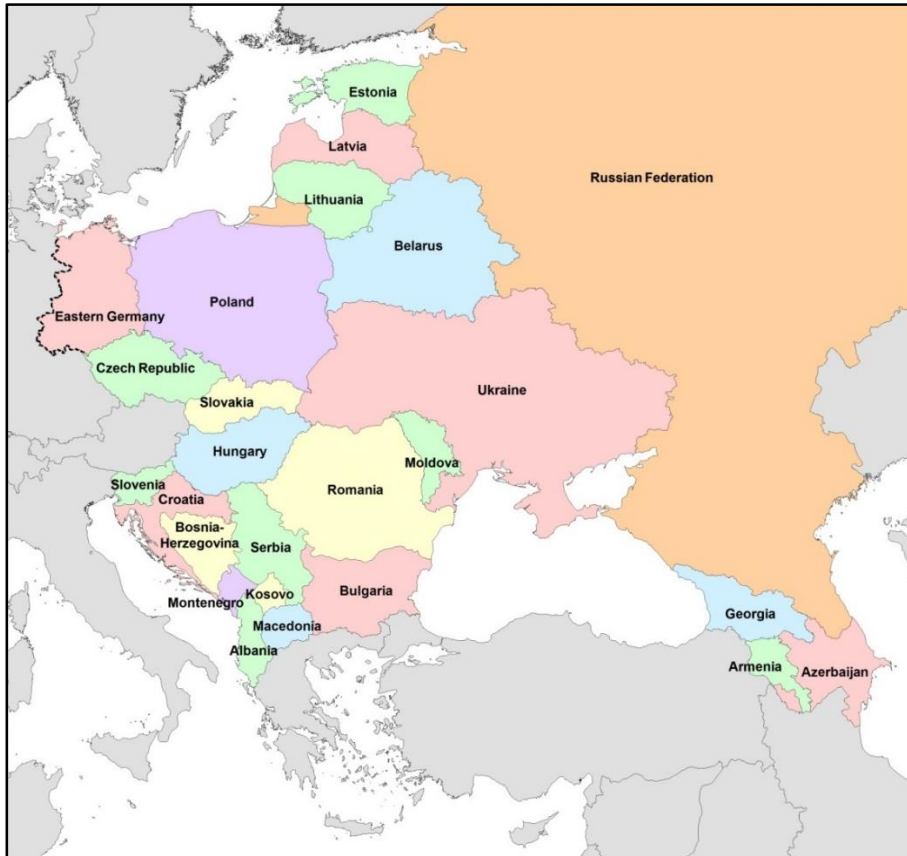 Estonia
Latvia
Russian Federation
Lithuania
Belarus
Poland
Eastern Germany
Czech Republic
Ukraine
Slovakia
Hungary
Moldova
Slovenia
Romania
Croatia
Bosnia-
Herzegovina
Serbia
Bulgaria
Kosovo
Montenegro
Georgia
Macedonia
Albania
Armenia
Azerbaijan